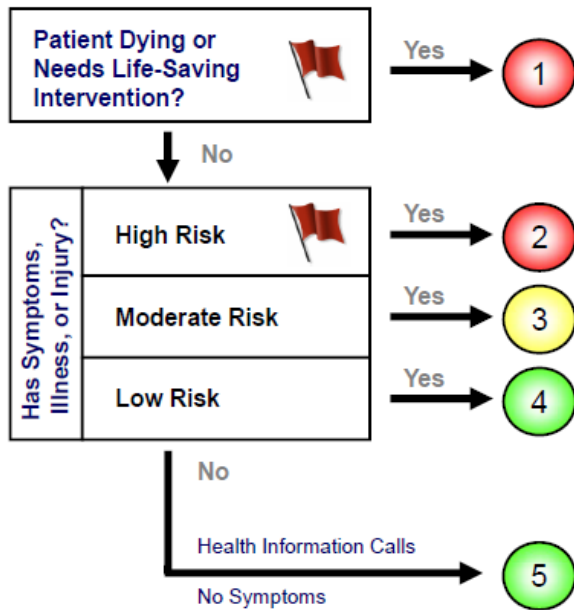 Patient Dying or
Needs Life-Saving
Intervention?
Yes
1
No
Has Symptoms,
Illness, or Injury?
High Risk
Yes
2
Moderate Risk
Yes
3
Low Risk
Yes
4
No
Health Information Calls
No Symptoms
5